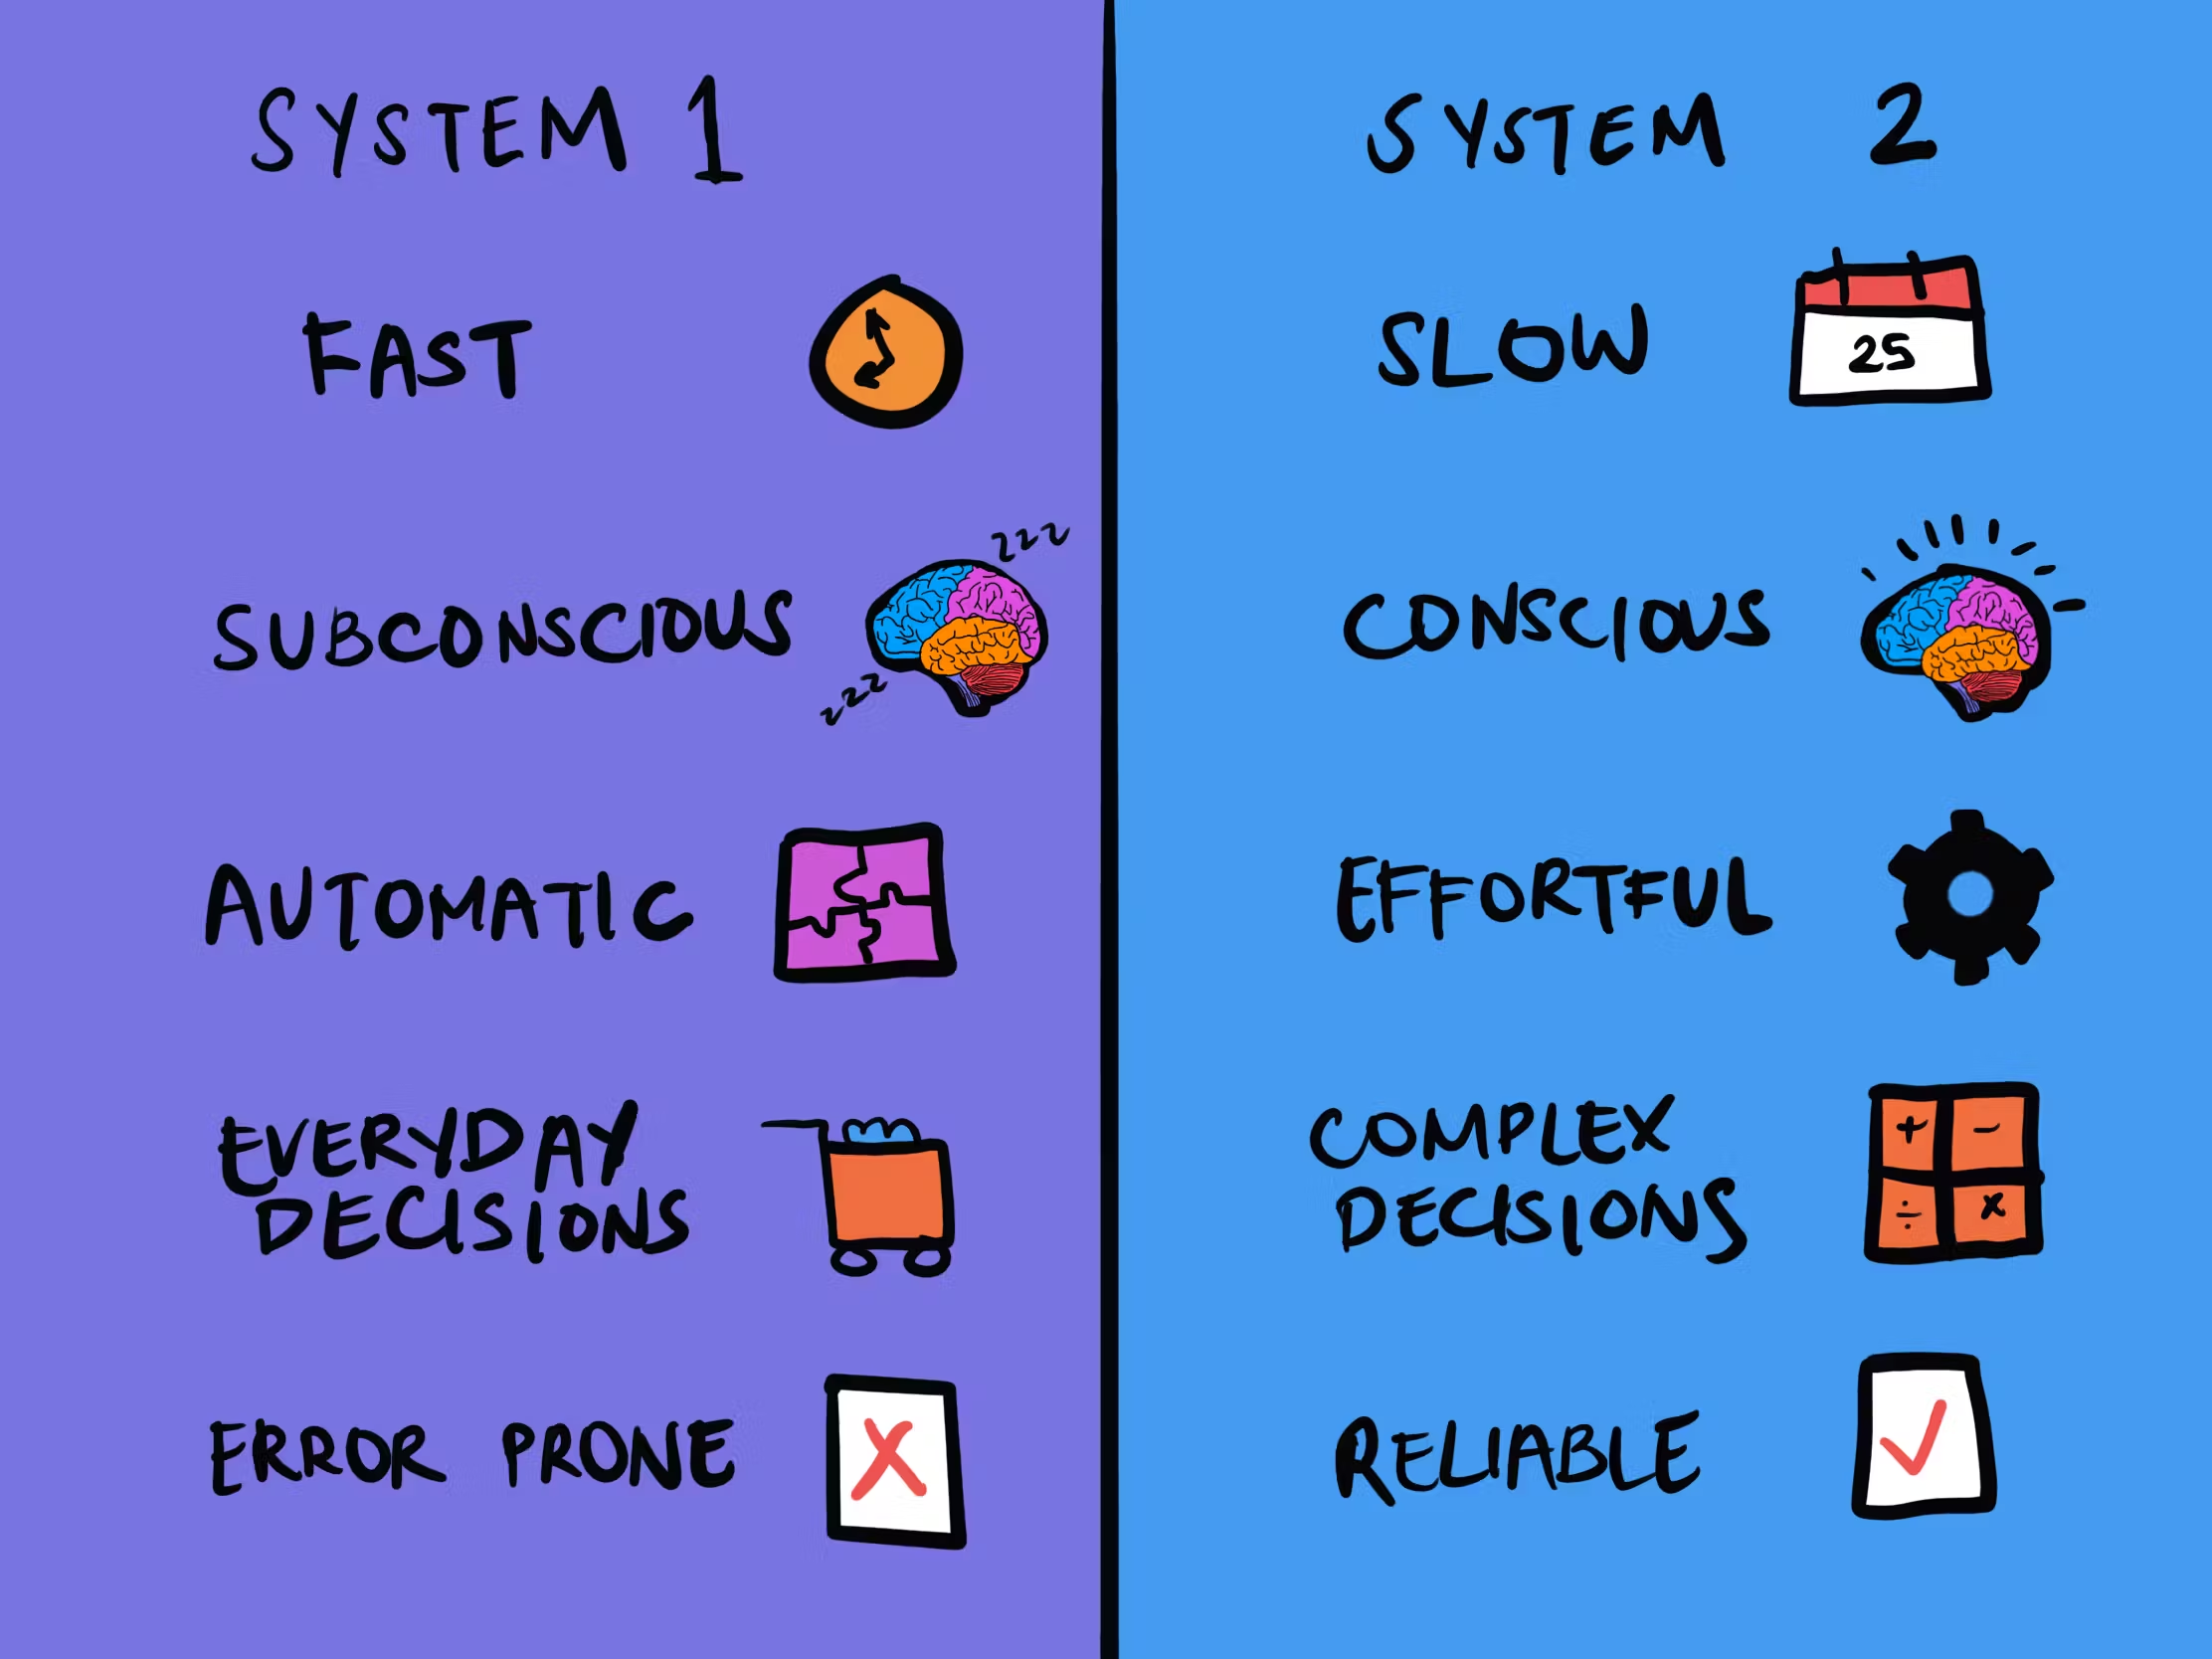 SYSTEM 1
FAST
zzz
SUBCONSCIOUS
zzz
AUTOMATIC
EVERYDAY
DECISIONS
ERROR PRONE
X
SYSTEM 2
SLOW
25
CONSCIOUS
EFFORTFUL
COMPLEX
DECISIONS
+ -
÷ x
RELIABLE